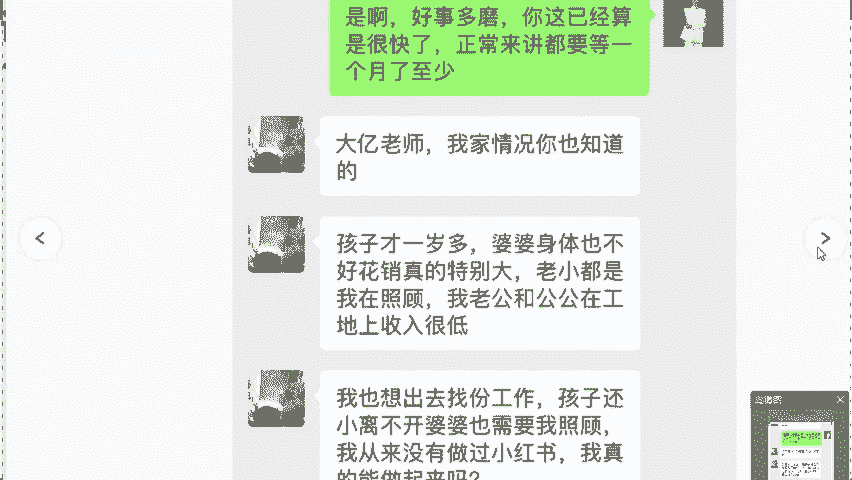 是啊，好事多磨，你这已经算
是很快了，正常来讲都要等一
个月了至少
大亿老师，我家情况你也知道
的
孩子才一岁多，婆婆身体也不
好花销真的特别大，老小都是
我在照顾，我老公和公公在工
地上收入很低
我也想出去找份工作，孩子还
小离不开婆婆也需要我照顾，
我从来没有做过小红书，我真
的能做起来吗?